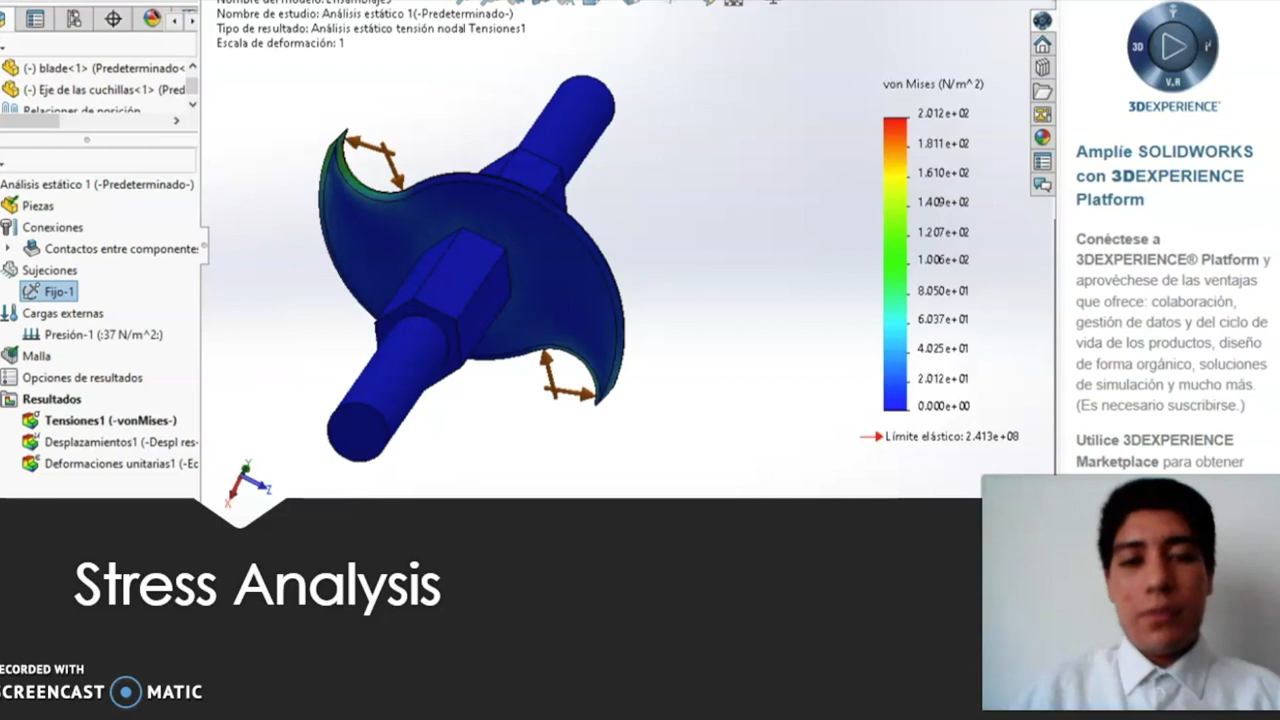 Nombre de estudio: Análisis estático 1(-Predeterminado-)
Tipo de resultado: Análisis estático tensión nodal Tensiones1
Escala de deformación: 1
(-) blade<1> (Predeterminado<
(-) Eje de las cuchillas<1> (Pred
Relaciones de posición
Análisis estático 1 (-Predeterminado-)
Piezas
Conexiones
Contactos entre componente
Sujeciones
Fijo-1
Cargas externas
Presión-1 (:37 N/m^2:)
Malla
Opciones de resultados
Resultados
Tensiones1 (-vonMises-)
Desplazamientos1 (-Despl res-
Deformaciones unitarias1 (-Ec
Y
X
Z
von Mises (N/m^2)
2.012e+02
1.811e+02
1.610e+02
1.409e+02
1.207e+02
1.006e+02
8.050e+01
6.037e+01
4.025e+01
2.012e+01
0.000e+00
Límite elástico: 2.413e+08
3D
V,R
3DEXPERIENCE
Amplíe SOLIDWORKS
con 3DEXPERIENCE
Platform
Conéctese a
3DEXPERIENCE® Platform y
aprovéchese de las ventajas
que ofrece: colaboración,
gestión de datos y del ciclo de
vida de los productos, diseño
de forma orgánico, soluciones
de simulación y mucho más.
(Es necesario suscribirse.)
Utilice 3DEXPERIENCE
Marketplace para obtener
Stress Analysis
ECORDED WITH
SCREENCAST MATIC